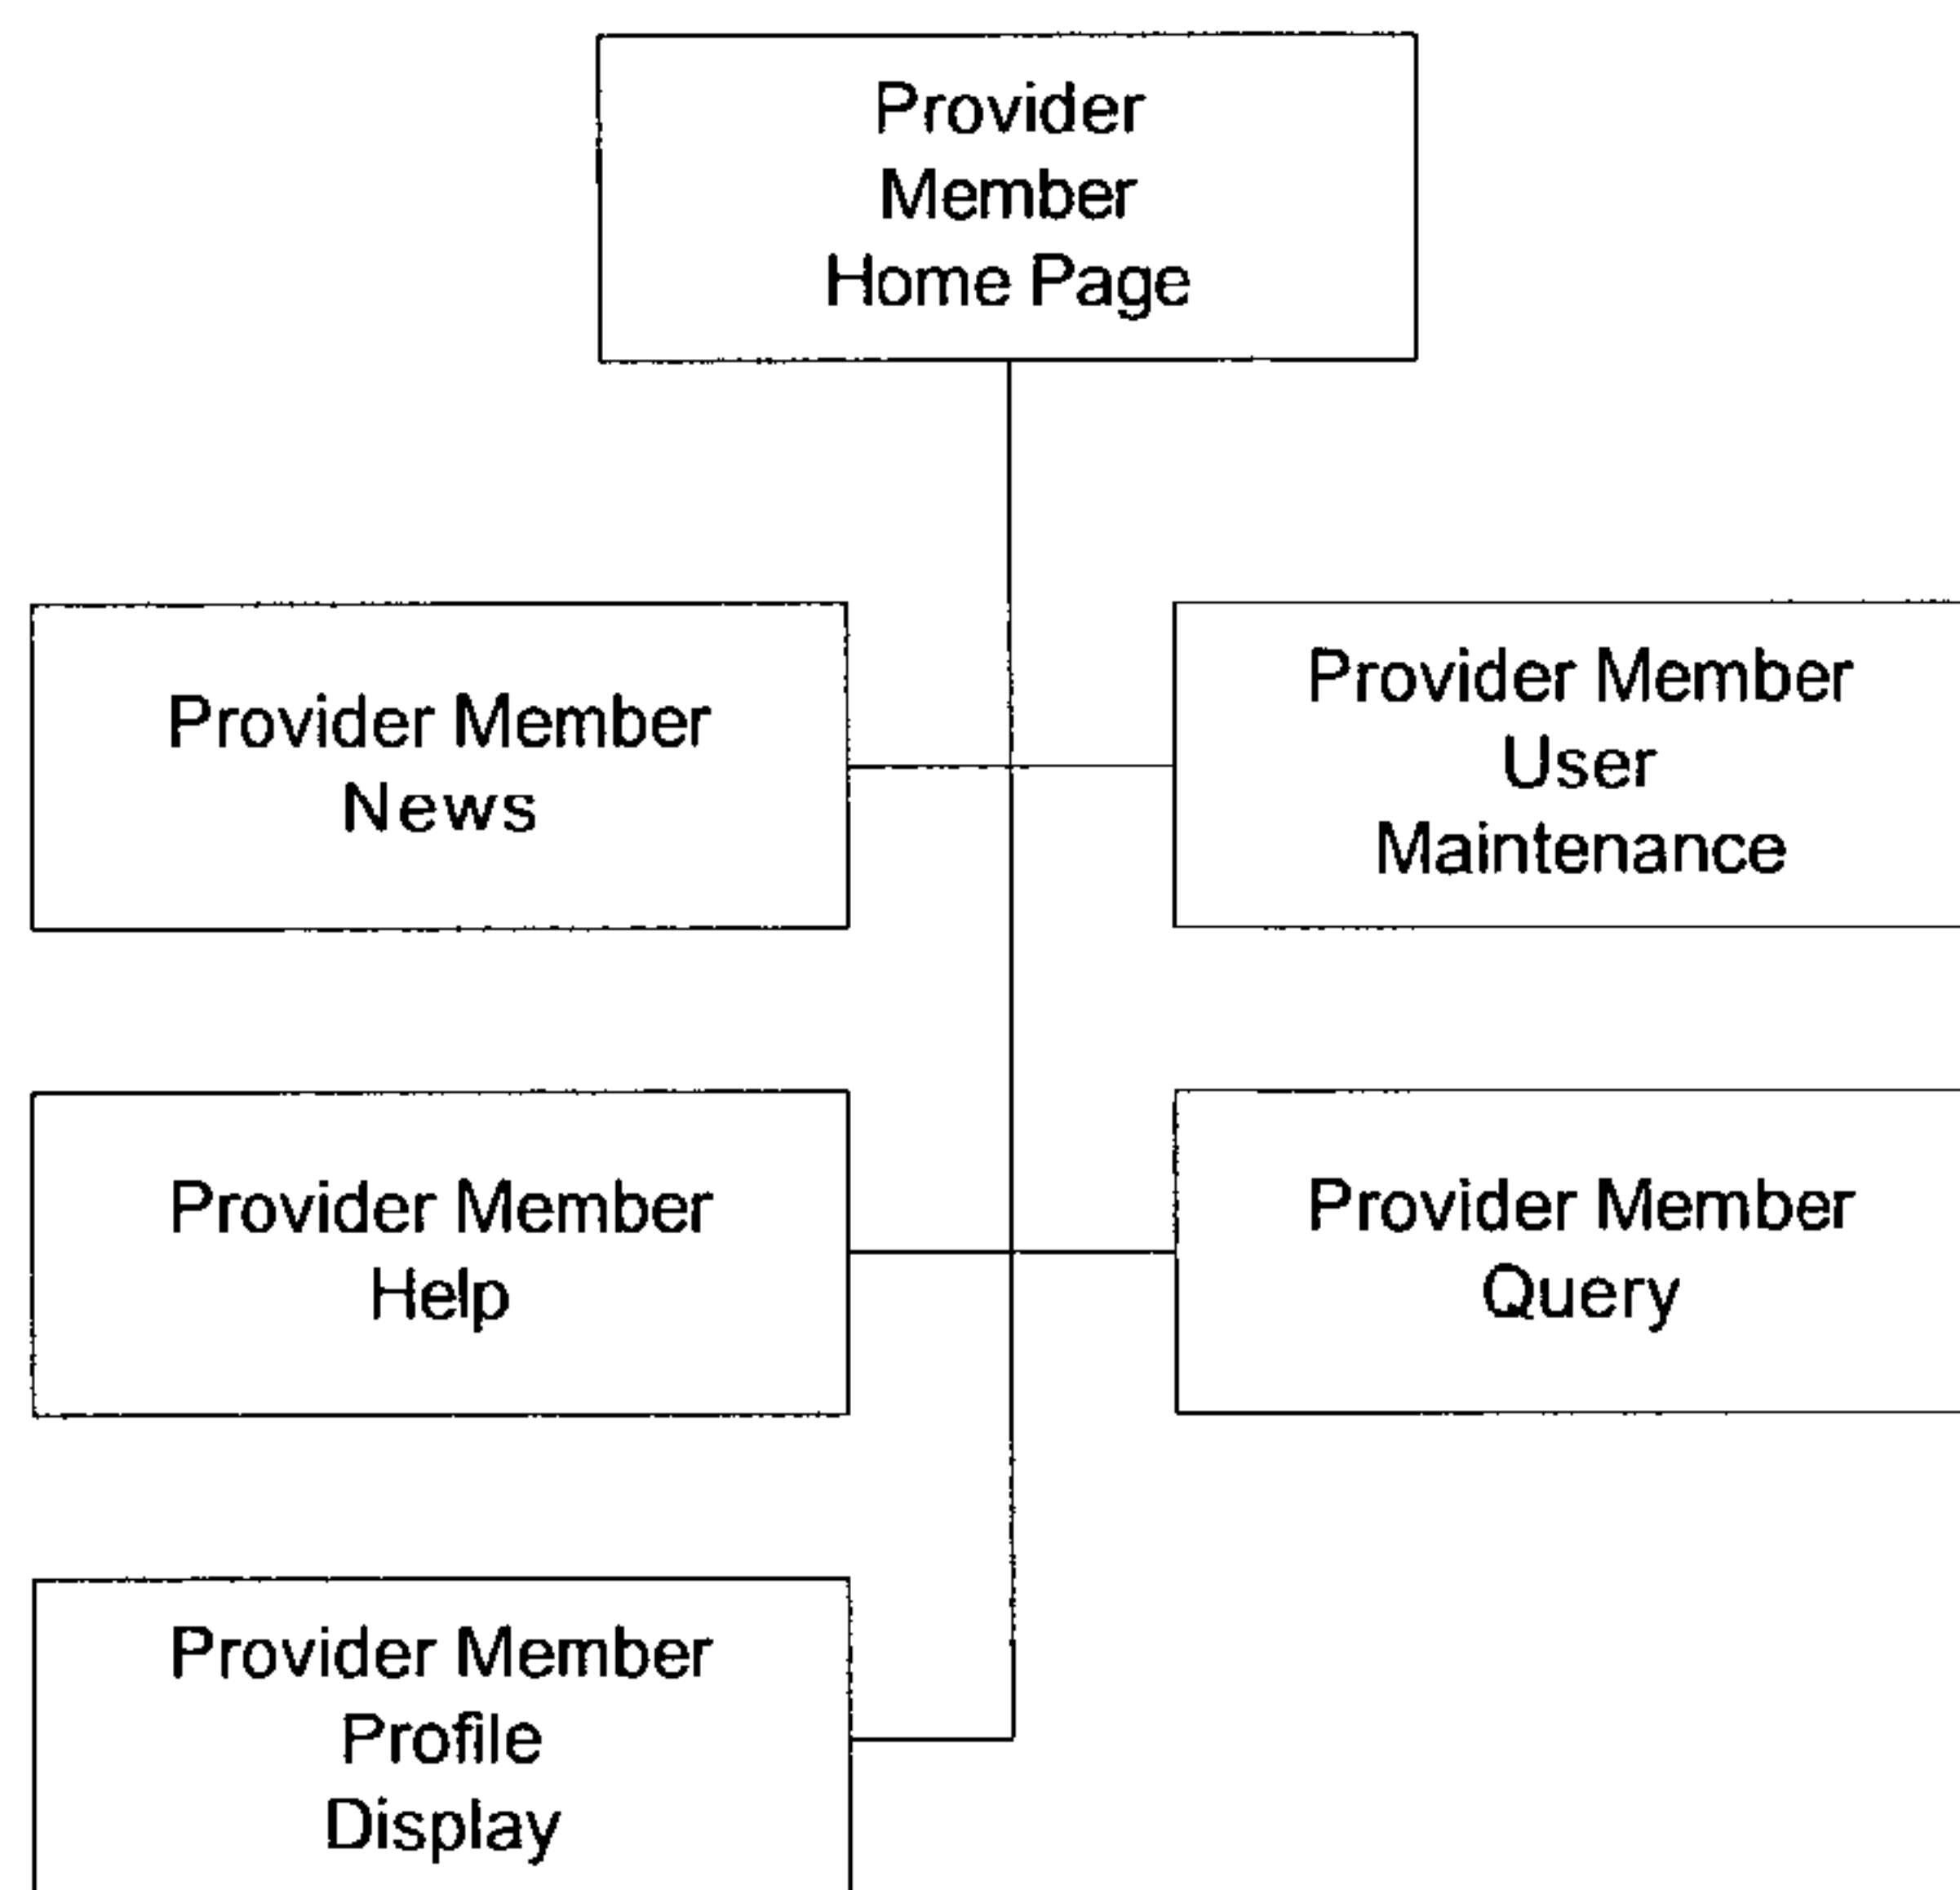 Provider
Member
Home Page
Provider Member
News
Provider Member
User
Maintenance
Provider Member
Help
Provider Member
Query
Provider Member
Profile
Display